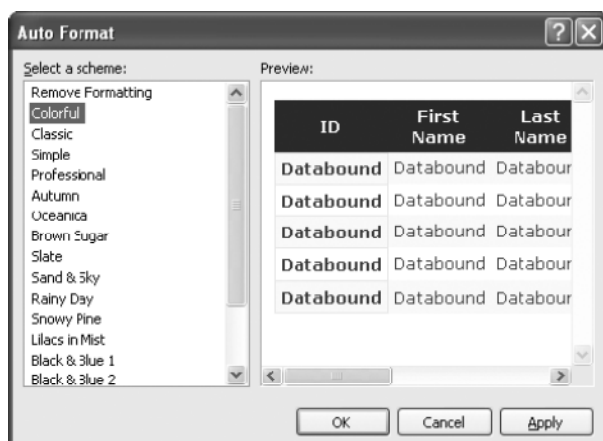 Auto Format
Select a scheme:
Preview:
Remove Formatting
Colorful
Classic
Simple
Professional
Autumn
Oceanica
Brown Sugar
Slate
Sand & Sky
Rainy Day
Snowy Pine
Lilacs in Mist
Black & Blue 1
Black & Blue 2
ID First Name Last Name
Databound Databound Databour
Databound Databound Databour
Databound Databound Databour
Databound Databound Databour
Databound Databound Databour
OK Cancel Apply